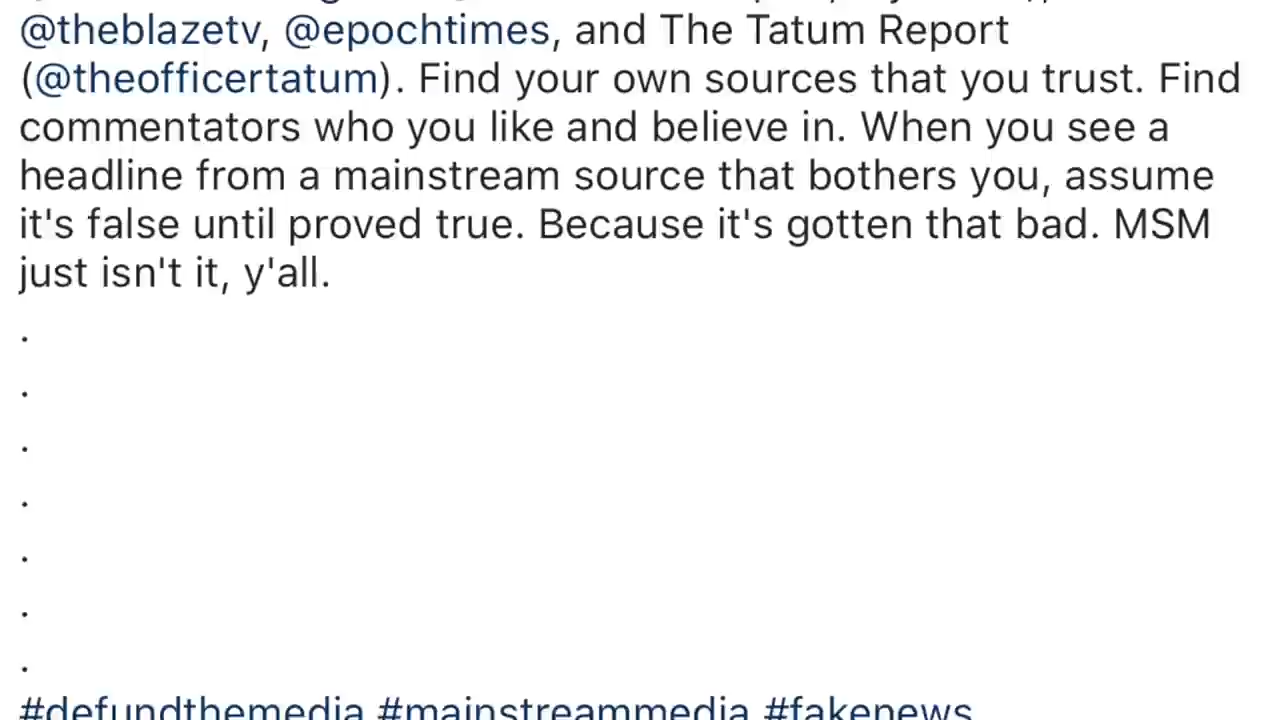 @theblazetv, @epochtimes, and The Tatum Report
(@theofficertatum). Find your own sources that you trust. Find
commentators who you like and believe in. When you see a
headline from a mainstream source that bothers you, assume
it's false until proved true. Because it's gotten that bad. MSM
just isn't it, y'all.
.
.
.
.
.
.
.
#defundthemedia #mainstreammedia #fakenews